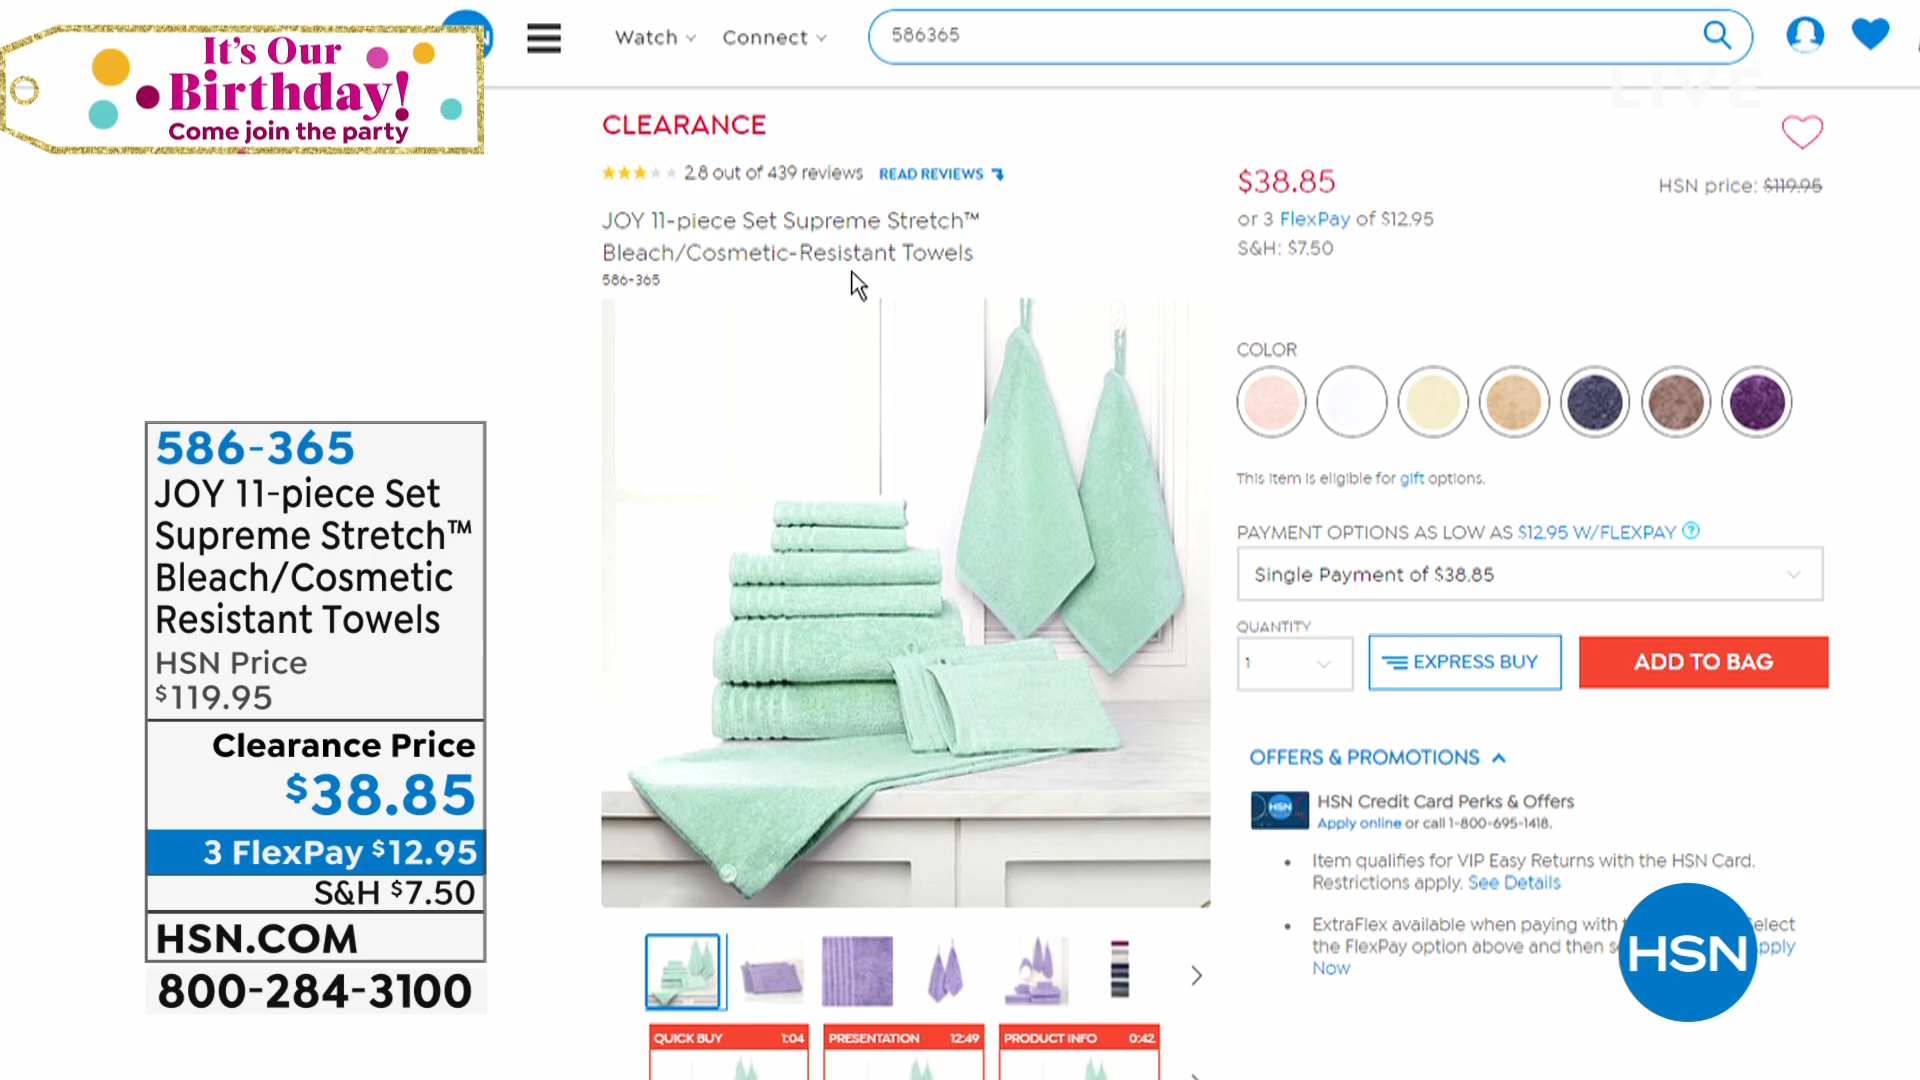 It's Our
Birthday!
Come join the party
Watch
Connect
586365
LIVE
CLEARANCE
2.8 out of 439 reviews READ REVIEWS
JOY 11-piece Set Supreme Stretch™
Bleach/Cosmetic-Resistant Towels
586-365
$38.85
HSN price: $119.95
or 3 FlexPay of $12.95
S&H: $7.50
COLOR
This item is eligible for gift options.
PAYMENT OPTIONS AS LOW AS $12.95 W/FLEXPAY ?
Single Payment of $38.85
QUANTITY
1
EXPRESS BUY
ADD TO BAG
OFFERS & PROMOTIONS
HSN
HSN Credit Card Perks & Offers
Apply online or call 1-800-695-1418.
• Item qualifies for VIP Easy Returns with the HSN Card.
Restrictions apply. See Details
• ExtraFlex available when paying with
the FlexPay option above and then
Now
HSN
586-365
JOY 11-piece Set
Supreme Stretch™
Bleach/Cosmetic
Resistant Towels
HSN Price
$119.95
Clearance Price
$38.85
3 FlexPay $12.95
S&H $7.50
HSN.COM
800-284-3100
QUICK BUY 1:04
PRESENTATION 12:49
PRODUCT INFO 0:42